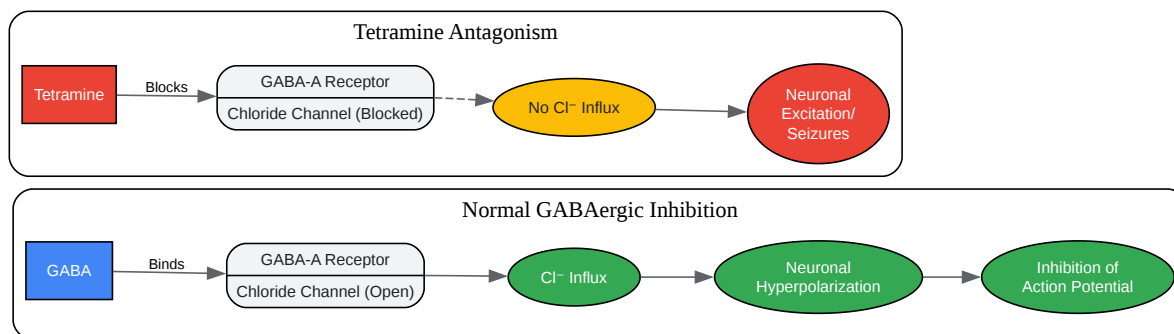 Tetramine Antagonism
Tetramine
Blocks
GABA-A Receptor
Chloride Channel (Blocked)
No Cl⁻ Influx
Neuronal
Excitation/
Seizures
Normal GABAergic Inhibition
GABA
Binds
GABA-A Receptor
Chloride Channel (Open)
Cl⁻ Influx
Neuronal
Hyperpolarization
Inhibition of
Action Potential